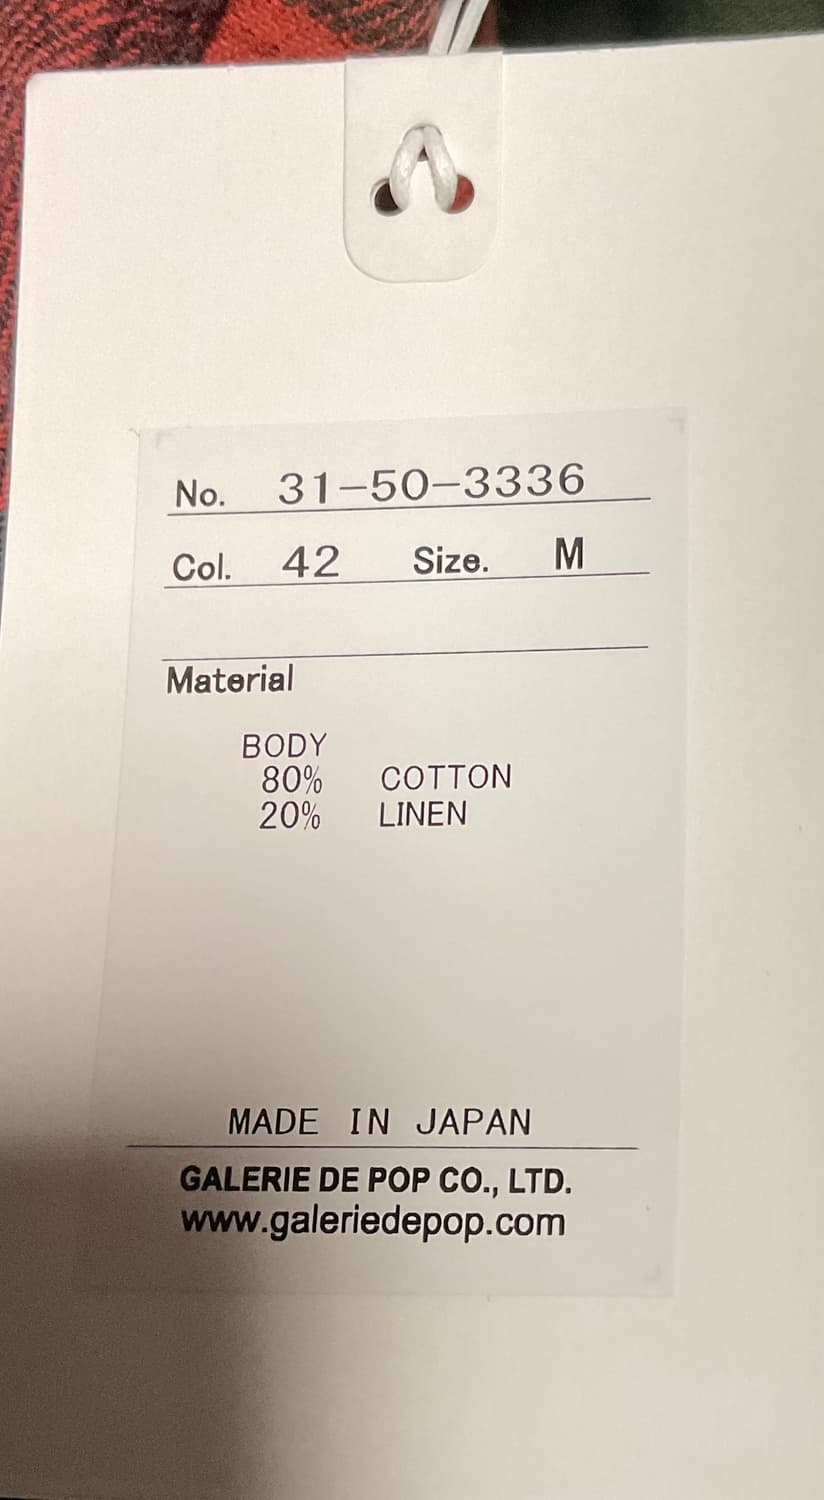 No. 31-50-3336
Col. 42 Size. M
Material
BODY
80% COTTON
20% LINEN
MADE IN JAPAN
GALERIE DE POP CO., LTD.
www.galeriedepop.com